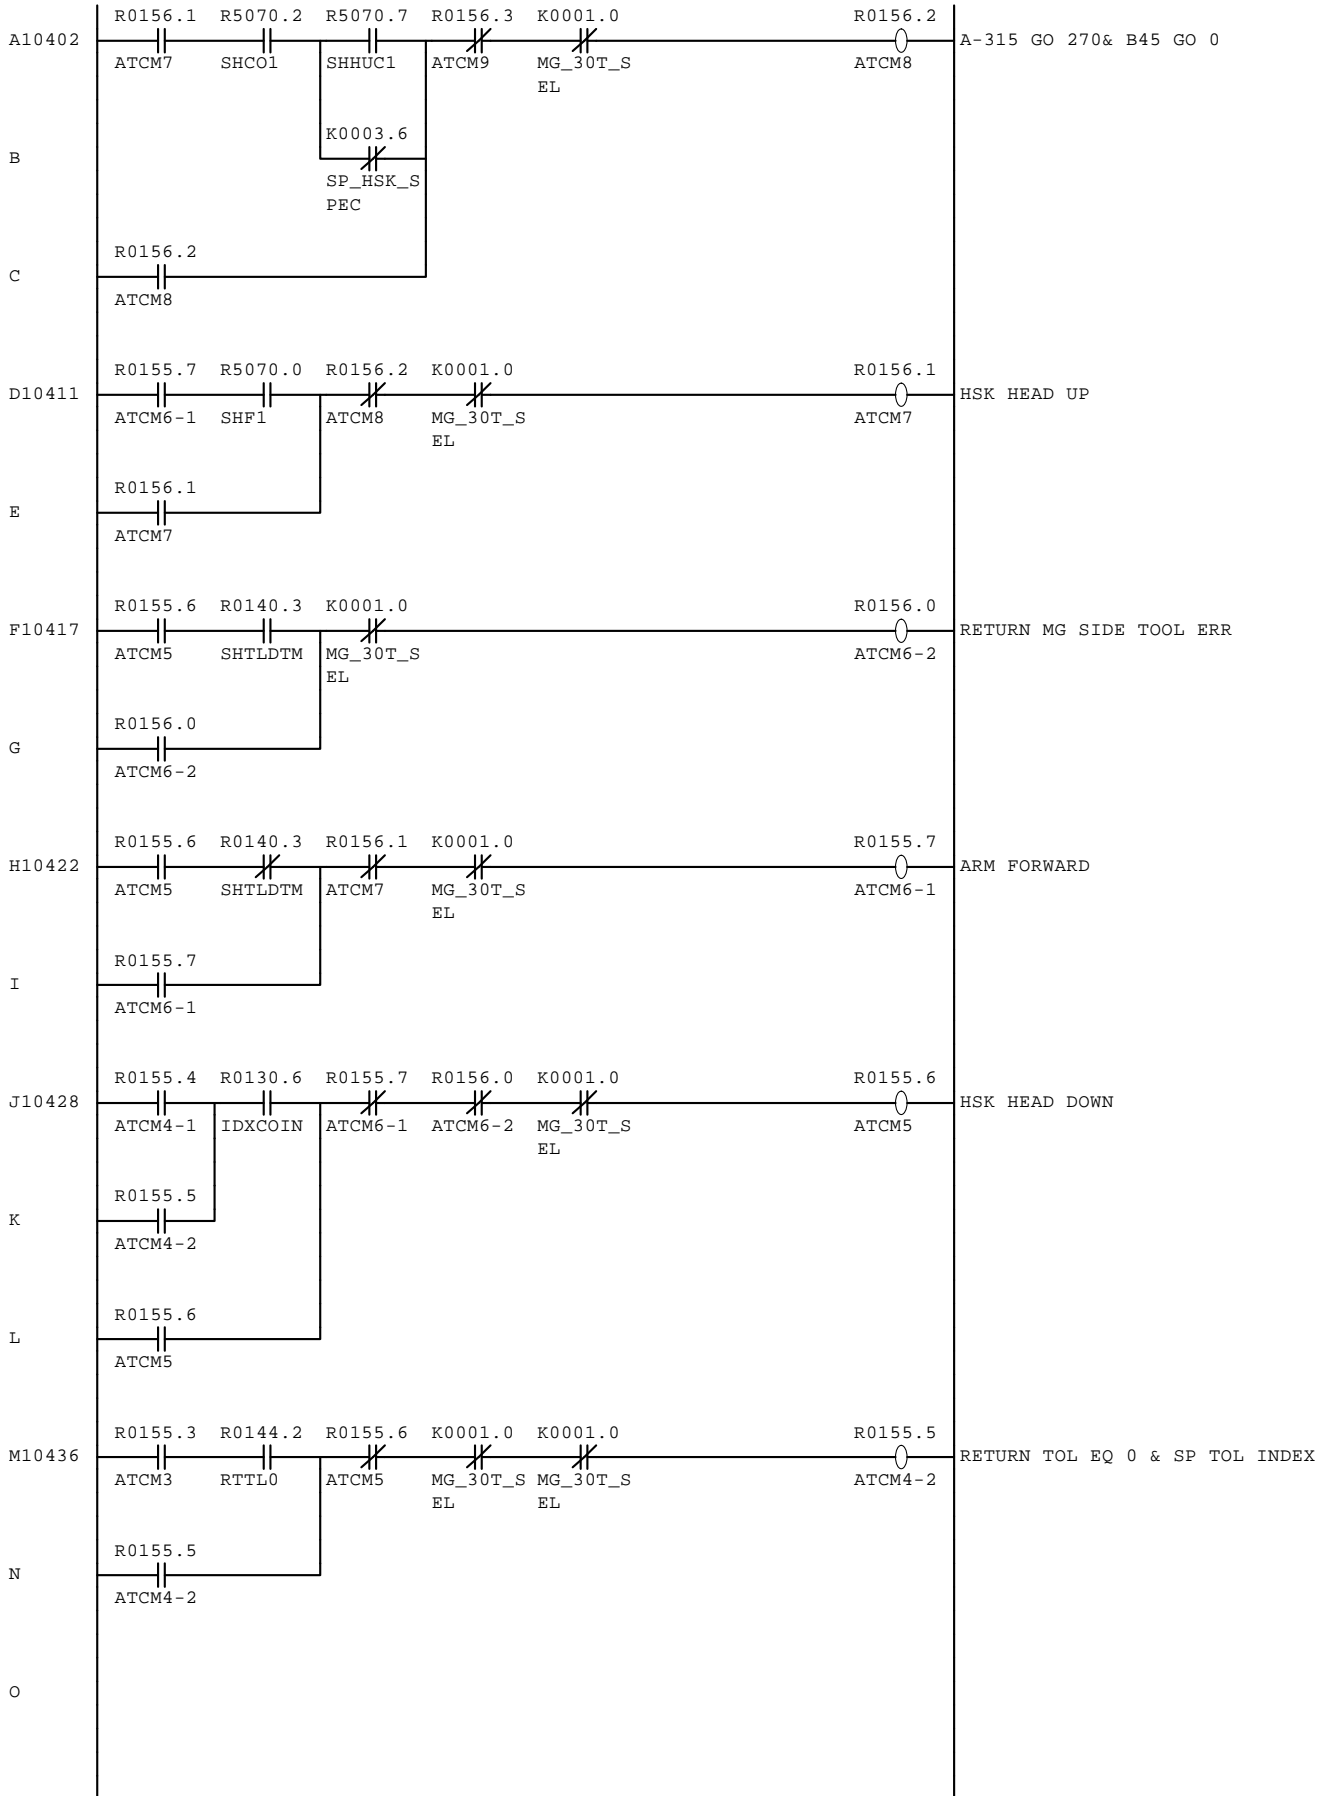 R0156.1 R5070.2 R5070.7 R0156.3 K0001.0 R0156.2
A10402 A-315 GO 270& B45 GO 0
ATCM7 SHCO1 SHHUC1 ATCM9 MG_30T_S ATCM8
EL
K0003.6
B
SP_HSK_S
PEC
R0156.2
C
ATCM8
R0155.7 R5070.0 R0156.2 K0001.0 R0156.1
D10411 HSK HEAD UP
ATCM6-1 SHF1 ATCM8 MG_30T_S ATCM7
EL
R0156.1
E
ATCM7
R0155.6 R0140.3 K0001.0 R0156.0
F10417 RETURN MG SIDE TOOL ERR
ATCM5 SHTLDTM MG_30T_S ATCM6-2
EL
R0156.0
G
ATCM6-2
R0155.6 R0140.3 R0156.1 K0001.0 R0155.7
H10422 ARM FORWARD
ATCM5 SHTLDTM ATCM7 MG_30T_S ATCM6-1
EL
R0155.7
I
ATCM6-1
R0155.4 R0130.6 R0155.7 R0156.0 K0001.0 R0155.6
J10428 HSK HEAD DOWN
ATCM4-1 IDXCOIN ATCM6-1 ATCM6-2 MG_30T_S ATCM5
EL
R0155.5
K
ATCM4-2
R0155.6
L
ATCM5
R0155.3 R0144.2 R0155.6 K0001.0 K0001.0 R0155.5
M10436 RETURN TOL EQ 0 & SP TOL INDEX
ATCM3 RTTL0 ATCM5 MG_30T_S MG_30T_S ATCM4-2
EL EL
R0155.5
N
ATCM4-2
O